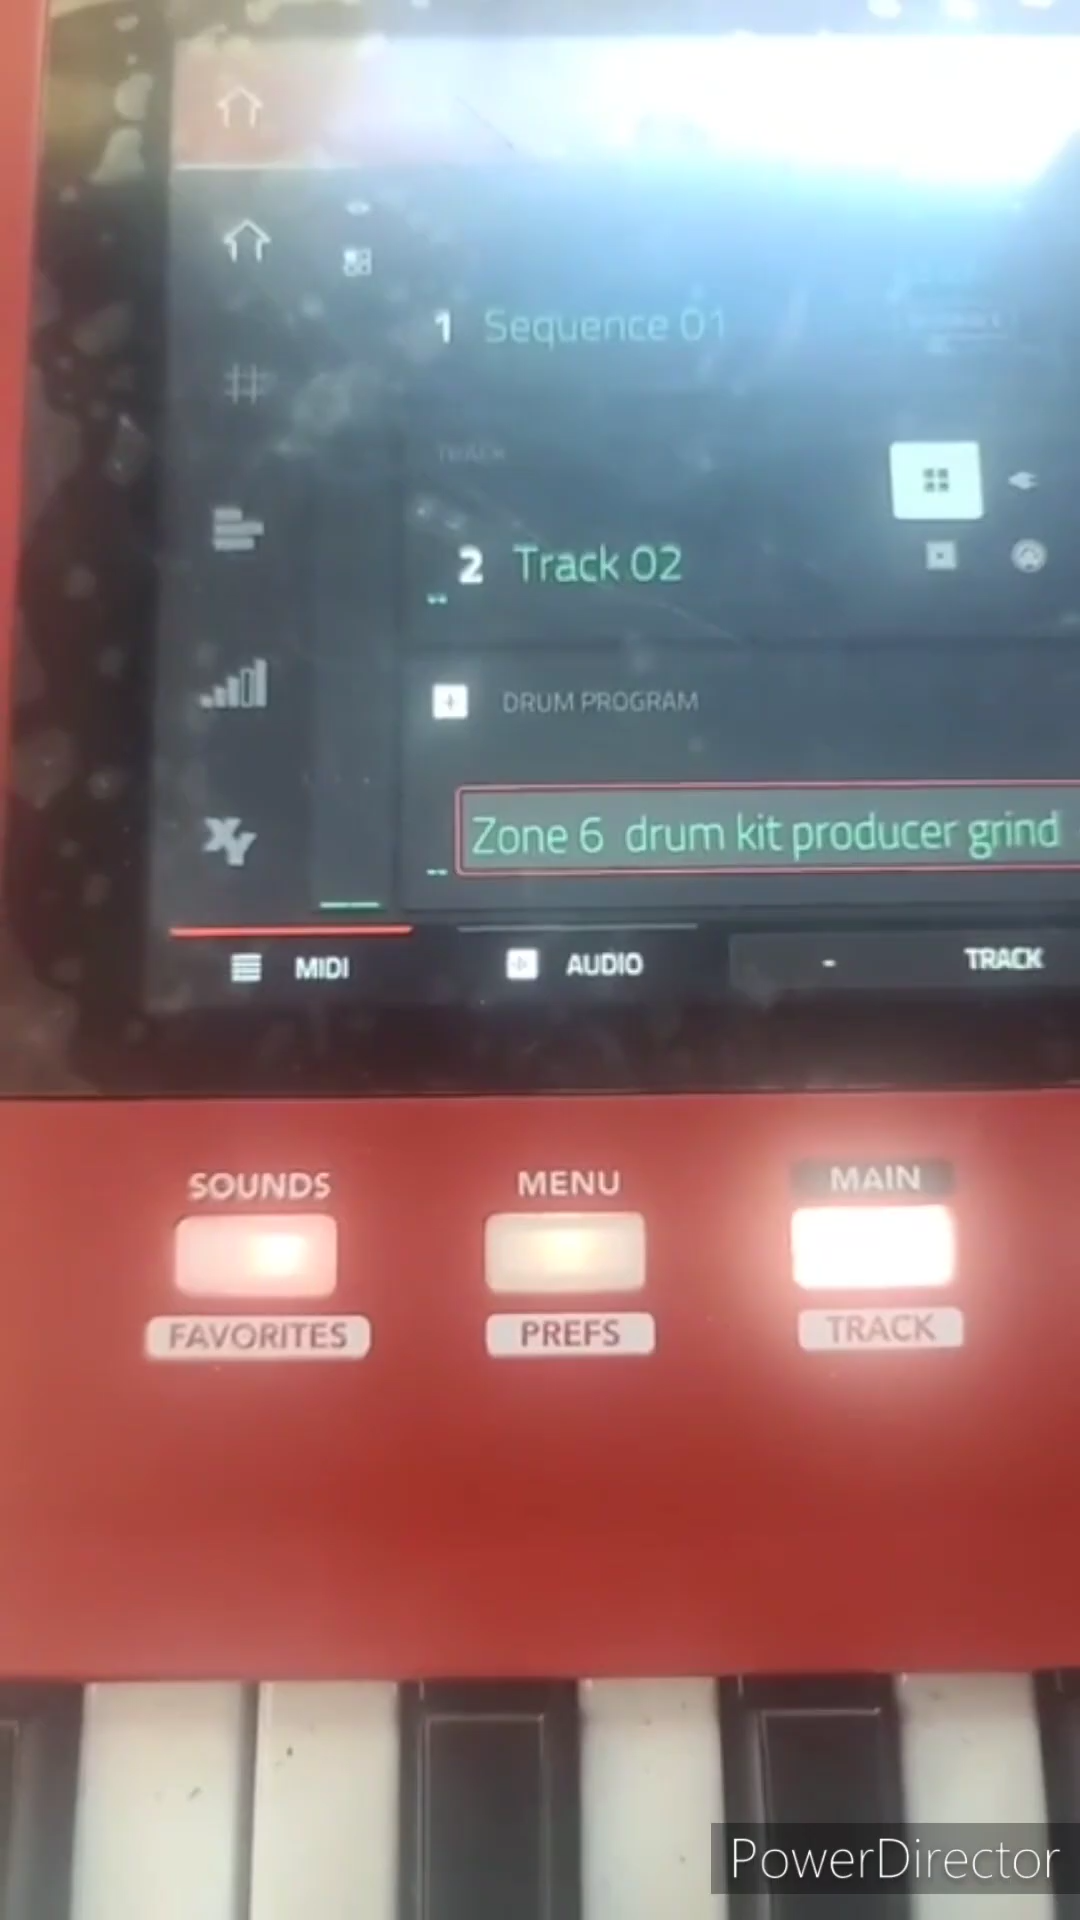 1 Sequence 01
TRACK
2 Track 02
DRUM PROGRAM
Zone 6 drum kit producer grind
MIDI
AUDIO
-
TRACK
SOUNDS
MENU
MAIN
FAVORITES
PREFS
TRACK
PowerDirector